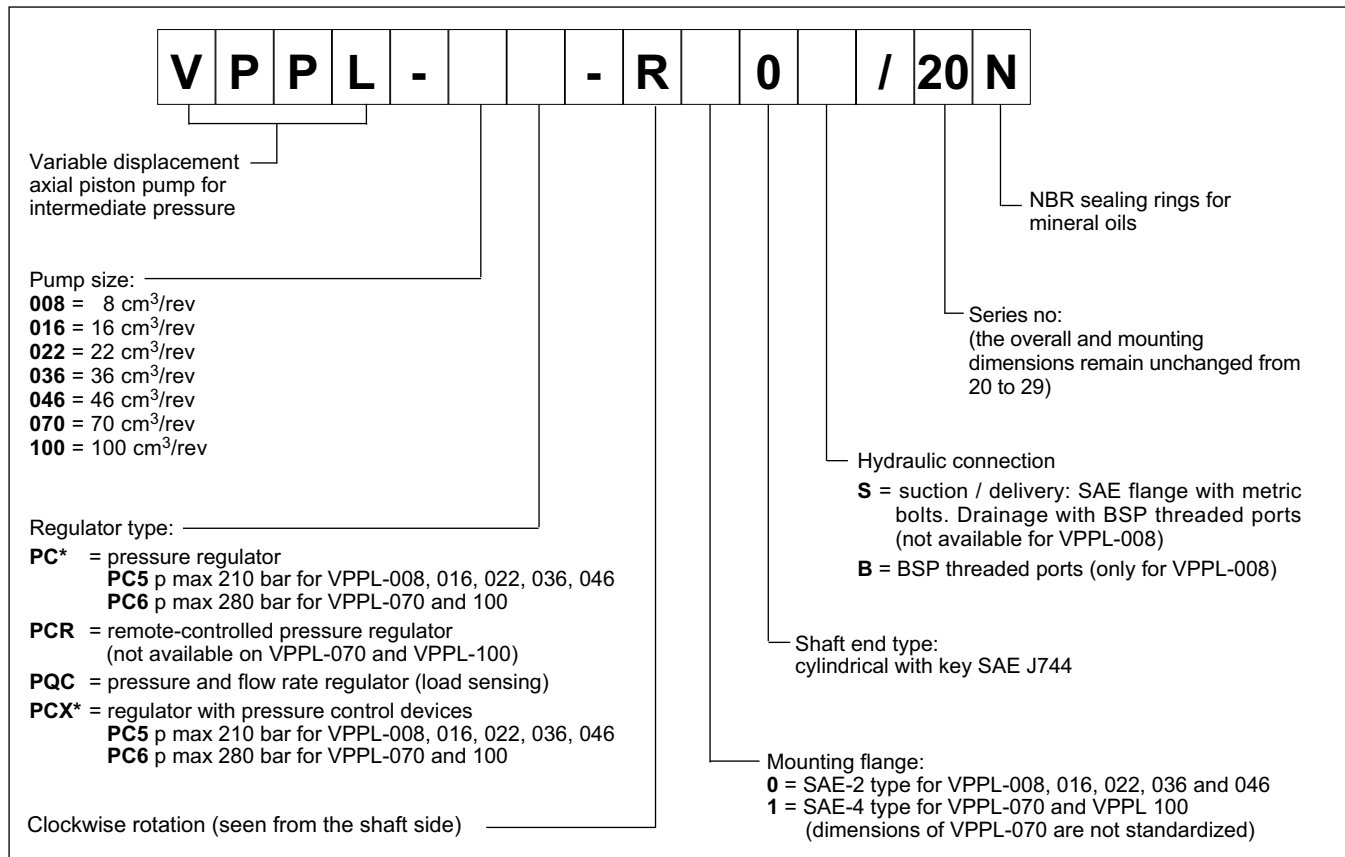 V P P L - - R 0 / 20 N
Variable displacement
axial piston pump for
intermediate pressure
NBR sealing rings for
mineral oils
Pump size:
008 = 8 cm³/rev
016 = 16 cm³/rev
022 = 22 cm³/rev
036 = 36 cm³/rev
046 = 46 cm³/rev
070 = 70 cm³/rev
100 = 100 cm³/rev
Series no:
(the overall and mounting
dimensions remain unchanged from
20 to 29)
Hydraulic connection
S = suction / delivery: SAE flange with metric
bolts. Drainage with BSP threaded ports
(not available for VPPL-008)
B = BSP threaded ports (only for VPPL-008)
Regulator type:
PC* = pressure regulator
PC5 p max 210 bar for VPPL-008, 016, 022, 036, 046
PC6 p max 280 bar for VPPL-070 and 100
PCR = remote-controlled pressure regulator
(not available on VPPL-070 and VPPL-100)
PQC = pressure and flow rate regulator (load sensing)
PCX* = regulator with pressure control devices
PC5 p max 210 bar for VPPL-008, 016, 022, 036, 046
PC6 p max 280 bar for VPPL-070 and 100
Shaft end type:
cylindrical with key SAE J744
Mounting flange:
0 = SAE-2 type for VPPL-008, 016, 022, 036 and 046
1 = SAE-4 type for VPPL-070 and VPPL 100
(dimensions of VPPL-070 are not standardized)
Clockwise rotation (seen from the shaft side)